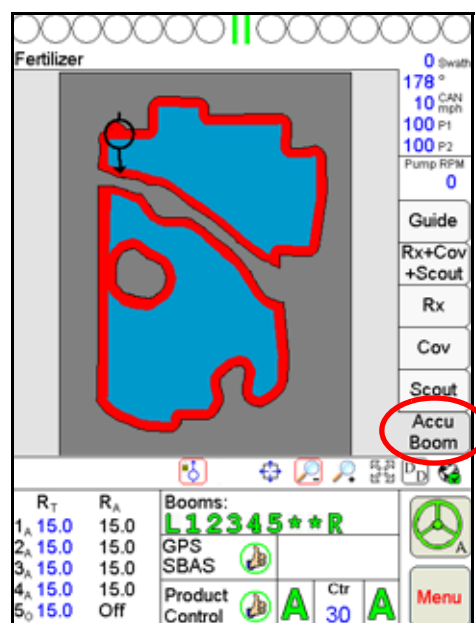 Fertilizer
0 Swath
178 °
10 CAN mph
100 P1
100 P2
Pump RPM
0
Guide
Rx+Cov
+Scout
Rx
Cov
Scout
Accu
Boom
D D
RT RA
1A 15.0 15.0
2A 15.0 15.0
3A 15.0 15.0
4A 15.0 15.0
5O 15.0 Off
Booms:
L12345**R
GPS
SBAS
Product
Control
A
Ctr
30
A
A
Menu